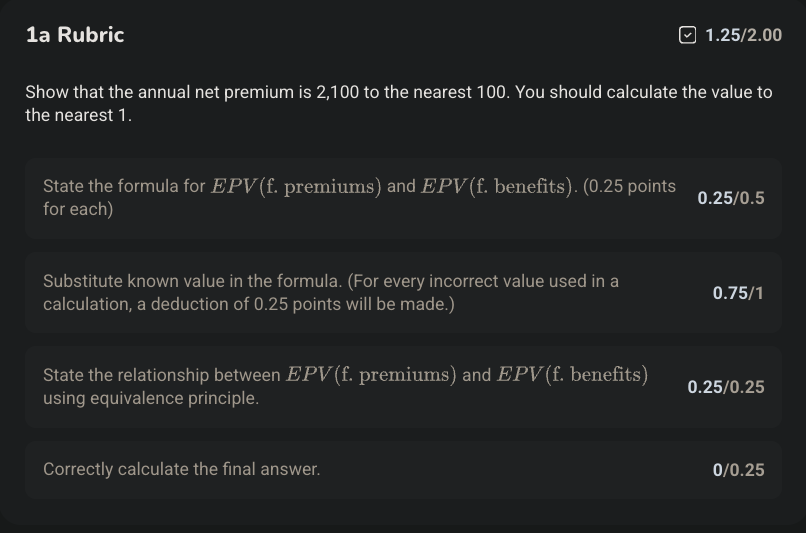 1a Rubric
1.25/2.00
Show that the annual net premium is 2,100 to the nearest 100. You should calculate the value to
the nearest 1.
State the formula for EPV(f. premiums) and EPV(f. benefits). (0.25 points
for each)
0.25/0.5
Substitute known value in the formula. (For every incorrect value used in a
calculation, a deduction of 0.25 points will be made.)
0.75/1
State the relationship between EPV(f. premiums) and EPV(f. benefits)
using equivalence principle.
0.25/0.25
Correctly calculate the final answer.
0/0.25